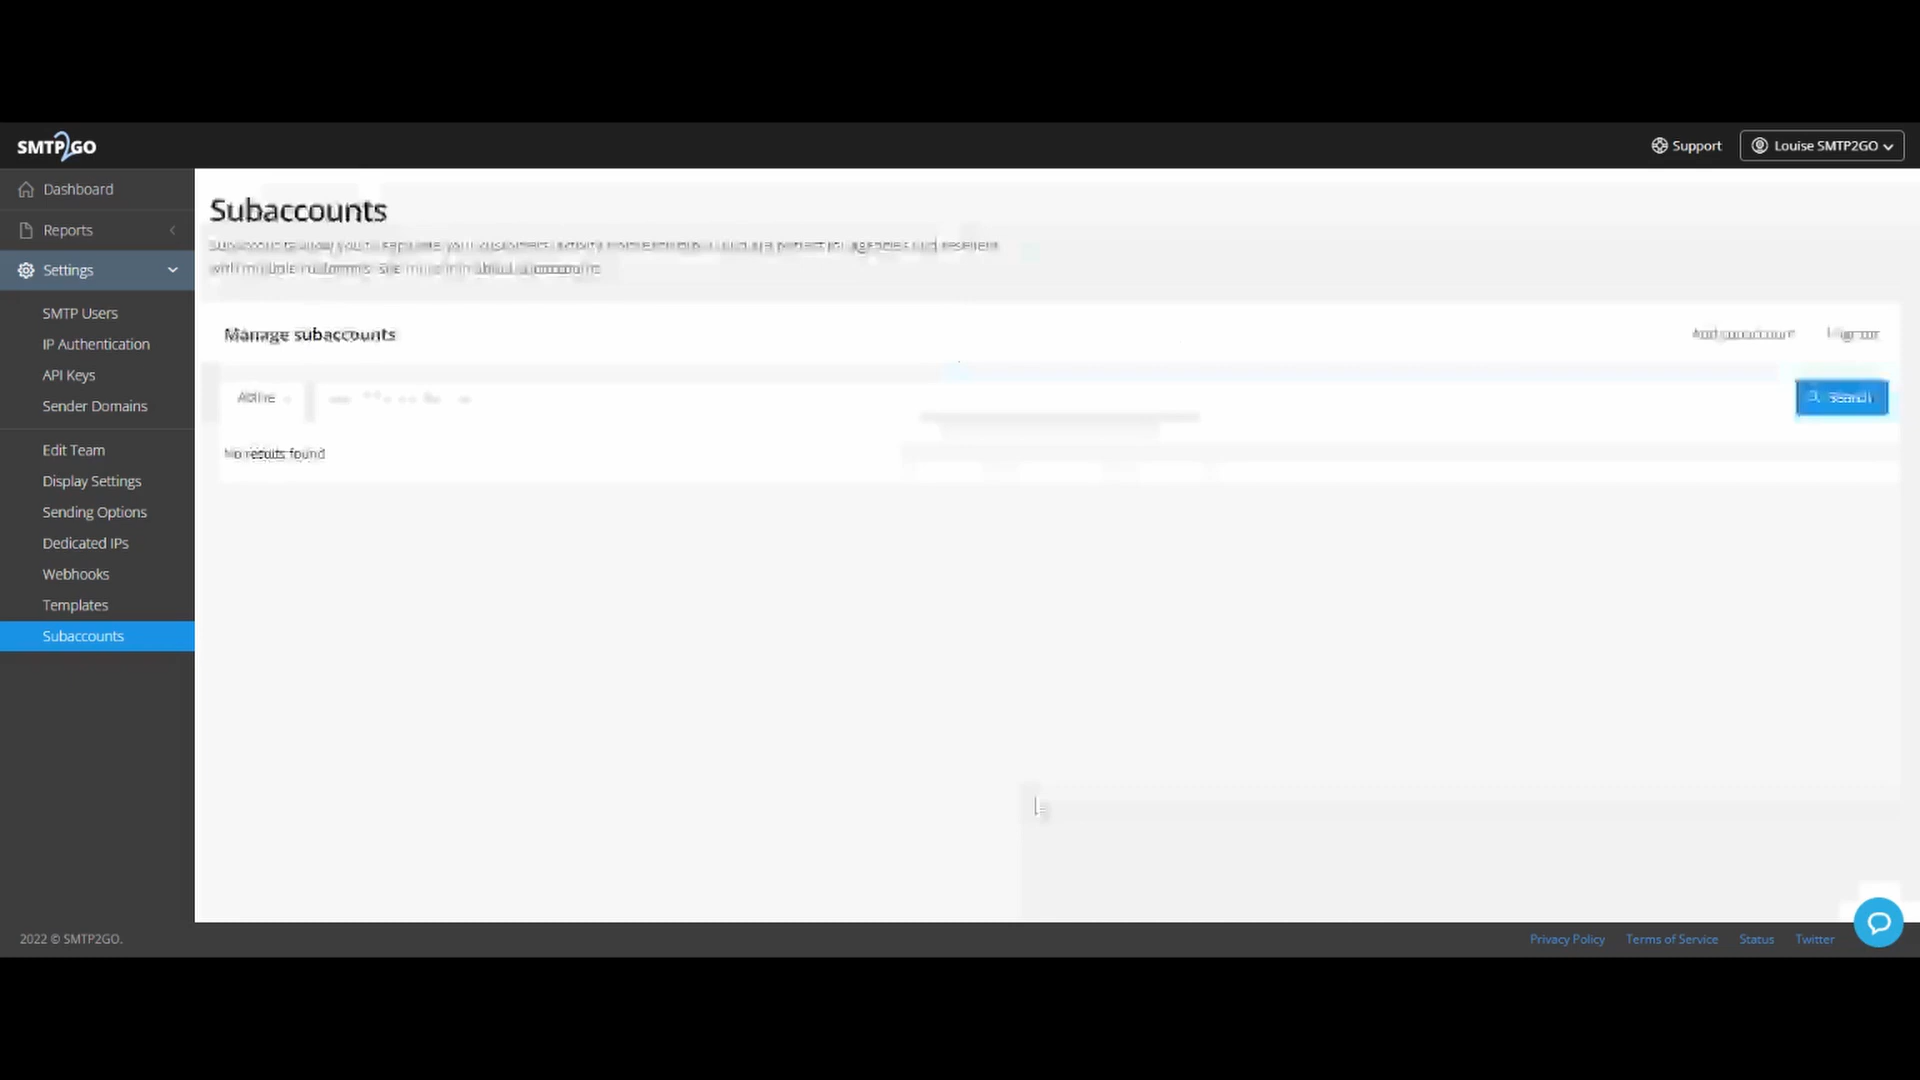 SMTP2GO
Support
Louise SMTP2GO
Dashboard
Reports
Settings
SMTP Users
IP Authentication
API Keys
Sender Domains
Edit Team
Display Settings
Sending Options
Dedicated IPs
Webhooks
Templates
Subaccounts
Subaccounts
Manage subaccounts
Add subaccount
Active
Search
No results found
2022 © SMTP2GO.
Privacy Policy
Terms of Service
Status
Twitter